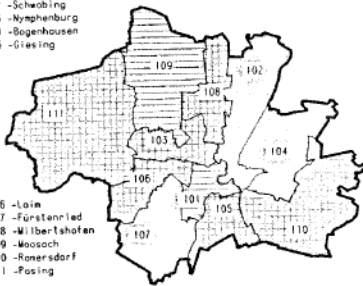 -Schwabing
-Nymphenburg
-Bogenhausen
-Giesing
109
108
102
111
103
104
106
101
105
110
107
6 -Laim
7 -Fürstenried
8 -Milbertshofen
9 -Moosach
0 -Ramersdorf
1 -Pasing